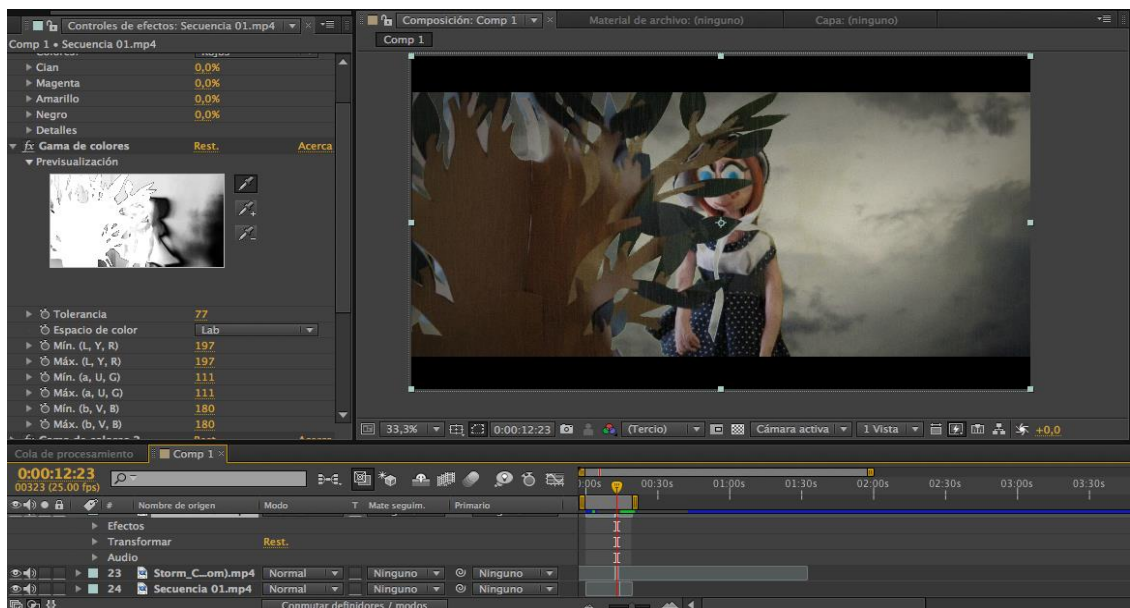 Controles de efectos: Secuencia 01.mp4
Comp 1 • Secuencia 01.mp4
Cian 0,0%
Magenta 0,0%
Amarillo 0,0%
Negro 0,0%
Detalles
fx Gama de colores Rest. Acerca
Previsualización
Tolerancia 77
Espacio de color Lab
Mín. (L, Y, R) 197
Máx. (L, Y, R) 197
Mín. (a, U, G) 111
Máx. (a, U, G) 111
Mín. (b, V, B) 180
Máx. (b, V, B) 180
Composición: Comp 1 Material de archivo: (ninguno) Capa: (ninguno)
Comp 1
33,3% 0:00:12:23 (Tercio) Cámara activa 1 Vista +0,0
Cola de procesamiento Comp 1
0:00:12:23
00323 (25.00 fps)
00:30s 01:00s 01:30s 02:00s 02:30s 03:00s 03:30s
# Nombre de origen Modo T Mate seguim. Primario
Efectos
Transformar Rest.
Audio
23 Storm_C...om).mp4 Normal Ninguno Ninguno
24 Secuencia 01.mp4 Normal Ninguno Ninguno
Conmutar definidores / modos